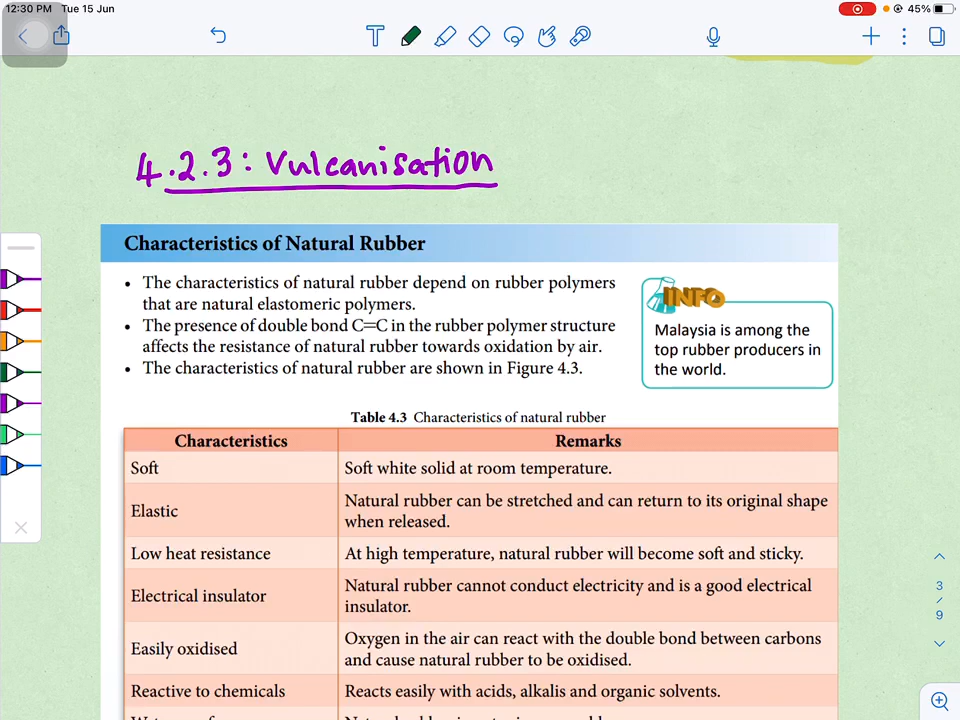 12:30 PM Tue 15 Jun
45%
4.2.3: Vulcanisation
Characteristics of Natural Rubber
• The characteristics of natural rubber depend on rubber polymers
that are natural elastomeric polymers.
• The presence of double bond C=C in the rubber polymer structure
affects the resistance of natural rubber towards oxidation by air.
• The characteristics of natural rubber are shown in Figure 4.3.
INFO
Malaysia is among the
top rubber producers in
the world.
Table 4.3 Characteristics of natural rubber
Characteristics Remarks
Soft Soft white solid at room temperature.
Elastic Natural rubber can be stretched and can return to its original shape
when released.
Low heat resistance At high temperature, natural rubber will become soft and sticky.
Electrical insulator Natural rubber cannot conduct electricity and is a good electrical
insulator.
Easily oxidised Oxygen in the air can react with the double bond between carbons
and cause natural rubber to be oxidised.
Reactive to chemicals Reacts easily with acids, alkalis and organic solvents.
3
/
9